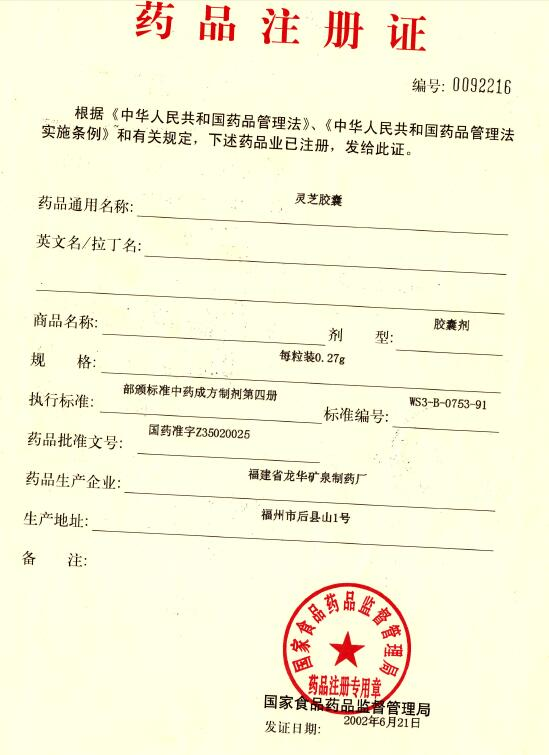 药品注册证
编号: 0092216
根据《中华人民共和国药品管理法》、《中华人民共和国药品管理法
实施条例》和有关规定，下述药品业已注册，发给此证。
药品通用名称: 灵芝胶囊
英文名/拉丁名:
商品名称: 剂 型: 胶囊剂
规 格: 每粒装0.27g
执行标准: 部颁标准中药成方制剂第四册 标准编号: WS3-B-0753-91
药品批准文号: 国药准字Z35020025
药品生产企业: 福建省龙华矿泉制药厂
生产地址: 福州市后县山1号
备 注:
国家食品药品监督管理局
药品注册专用章
国家食品药品监督管理局
发证日期: 2002年6月21日